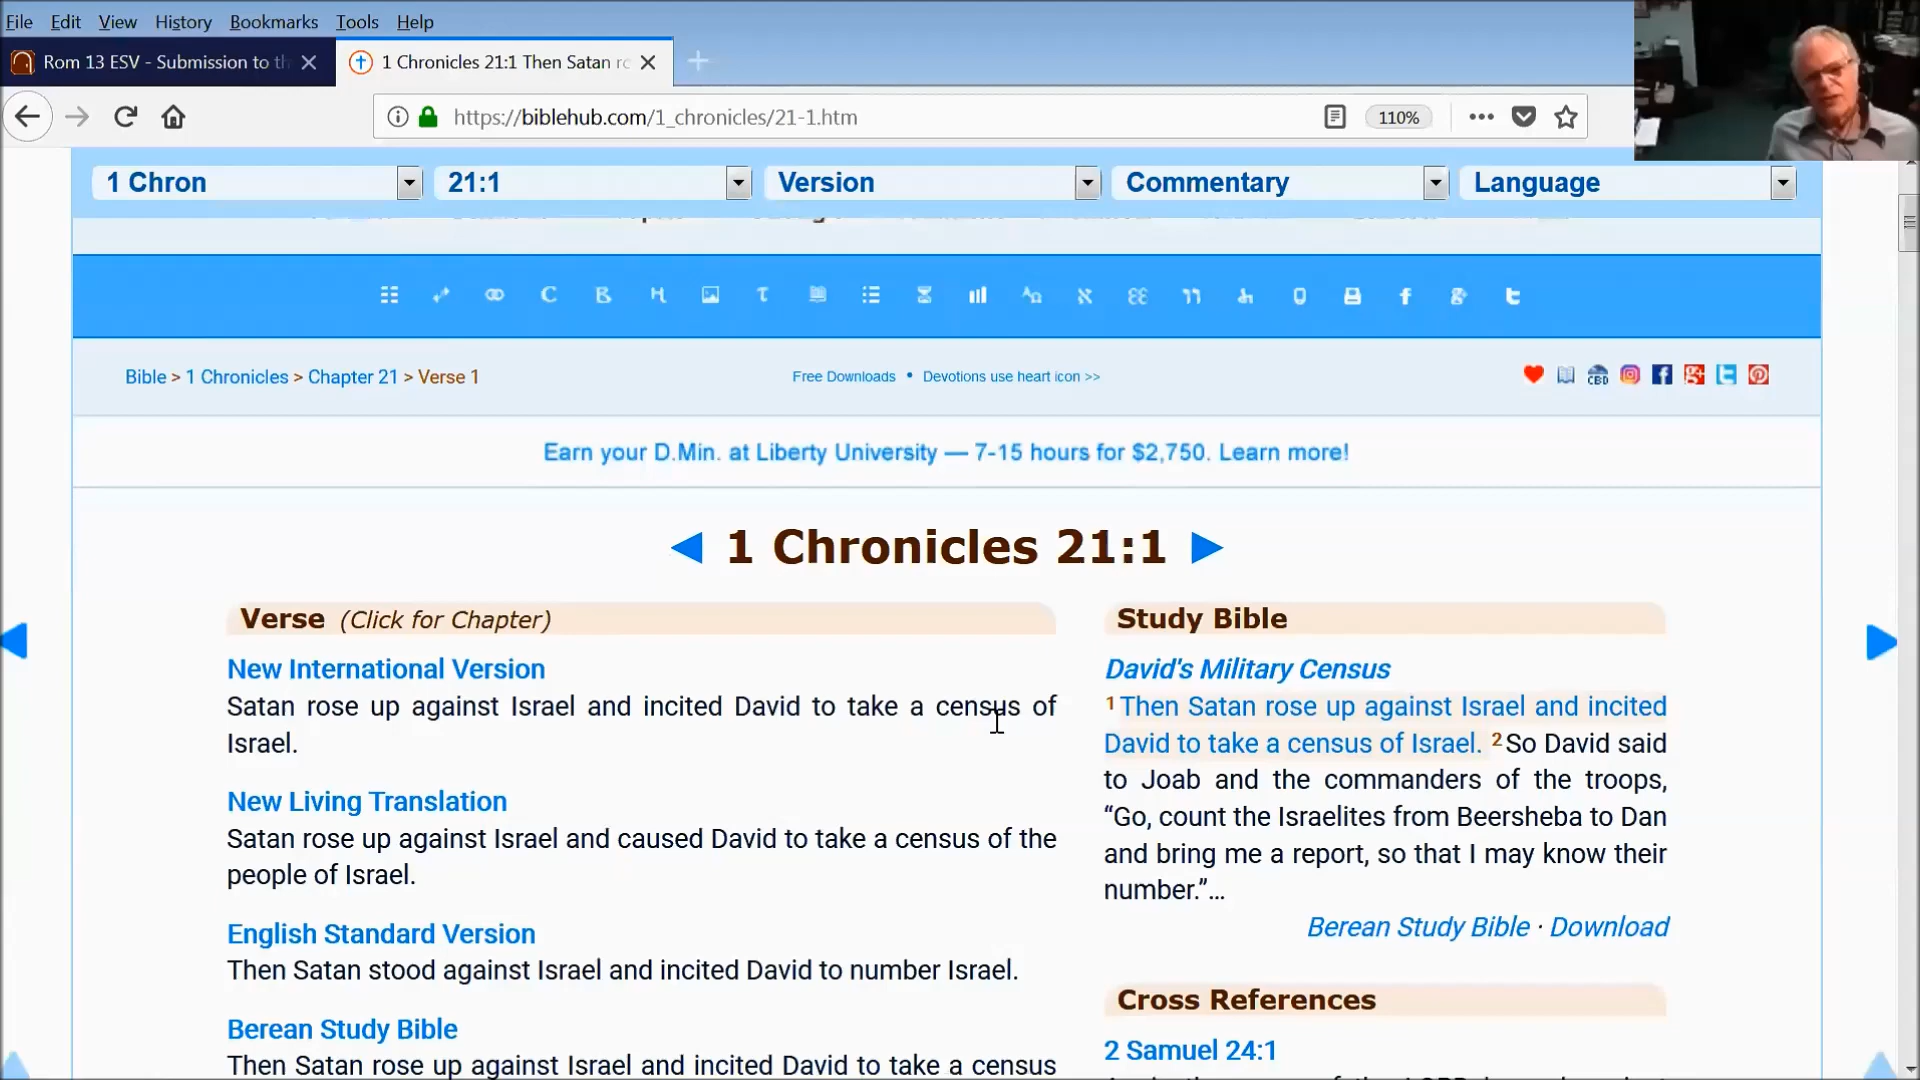 File Edit View History Bookmarks Tools Help
Rom 13 ESV - Submission to th
1 Chronicles 21:1 Then Satan ro
https://biblehub.com/1_chronicles/21-1.htm
110%
1 Chron 21:1 Version Commentary Language
Bible > 1 Chronicles > Chapter 21 > Verse 1
Free Downloads • Devotions use heart icon >>
CBD
Earn your D.Min. at Liberty University — 7-15 hours for $2,750. Learn more!
1 Chronicles 21:1
Verse (Click for Chapter)
New International Version
Satan rose up against Israel and incited David to take a census of
Israel.
New Living Translation
Satan rose up against Israel and caused David to take a census of the
people of Israel.
English Standard Version
Then Satan stood against Israel and incited David to number Israel.
Berean Study Bible
Then Satan rose up against Israel and incited David to take a census
Study Bible
David's Military Census
1 Then Satan rose up against Israel and incited
David to take a census of Israel. 2 So David said
to Joab and the commanders of the troops,
“Go, count the Israelites from Beersheba to Dan
and bring me a report, so that I may know their
number.”…
Berean Study Bible · Download
Cross References
2 Samuel 24:1